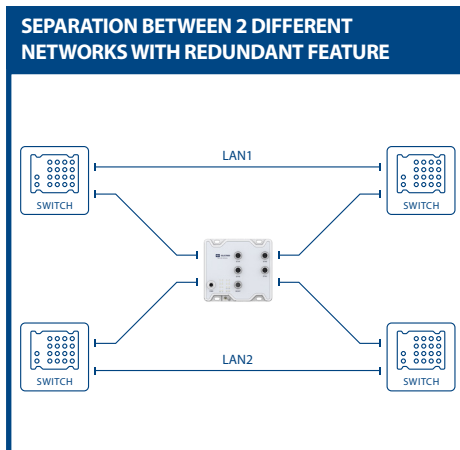 SEPARATION BETWEEN 2 DIFFERENT
NETWORKS WITH REDUNDANT FEATURE
LAN1
SWITCH
SWITCH
LAN2
SWITCH
SWITCH